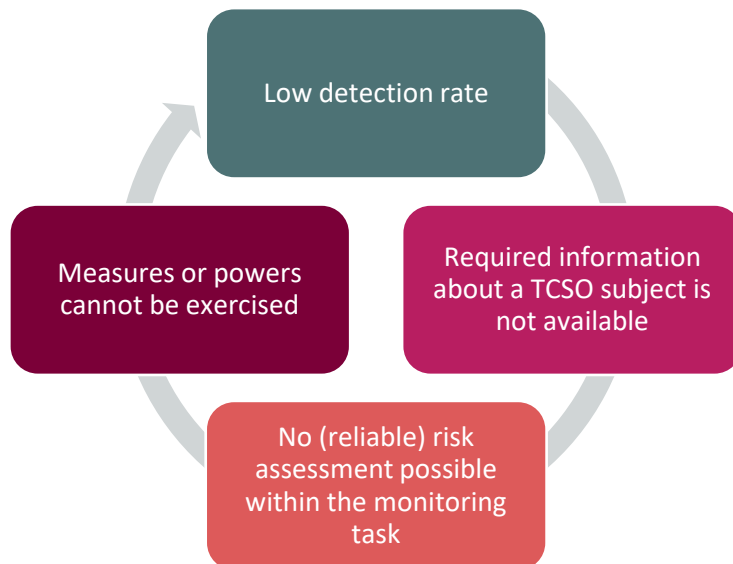 Low detection rate
Required information
about a TCSO subject is
not available
No (reliable) risk
assessment possible
within the monitoring
task
Measures or powers
cannot be exercised